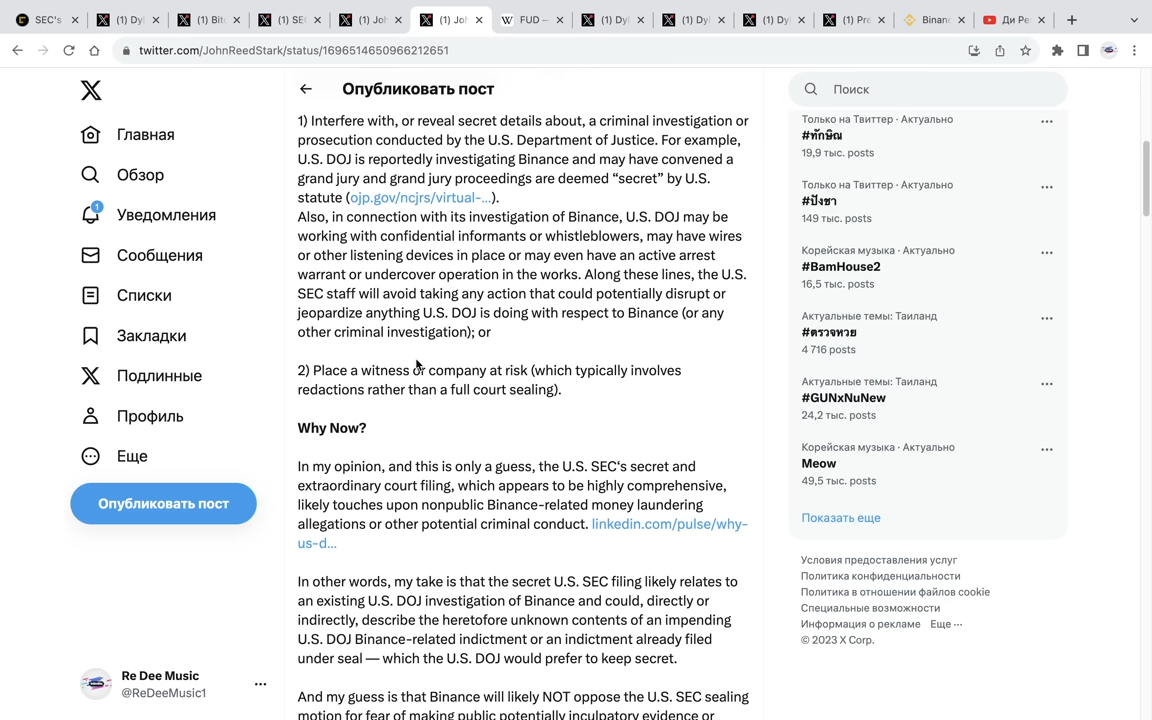 SEC's
(1) Dyl
(1) Bit
(1) SE
(1) Joh
(1) Joh
FUD —
(1) Dyl
(1) Dyl
(1) Dyl
(1) Pre
Binanc
Ди Ре
twitter.com/JohnReedStark/status/1696514650966212651
Главная
Обзор
1
Уведомления
Сообщения
Списки
Закладки
Подлинные
Профиль
Еще
Опубликовать пост
Re Dee Music
@ReDeeMusic1
Опубликовать пост
1) Interfere with, or reveal secret details about, a criminal investigation or
prosecution conducted by the U.S. Department of Justice. For example,
U.S. DOJ is reportedly investigating Binance and may have convened a
grand jury and grand jury proceedings are deemed “secret” by U.S.
statute (ojp.gov/ncjrs/virtual-...).
Also, in connection with its investigation of Binance, U.S. DOJ may be
working with confidential informants or whistleblowers, may have wires
or other listening devices in place or may even have an active arrest
warrant or undercover operation in the works. Along these lines, the U.S.
SEC staff will avoid taking any action that could potentially disrupt or
jeopardize anything U.S. DOJ is doing with respect to Binance (or any
other criminal investigation); or
2) Place a witness or company at risk (which typically involves
redactions rather than a full court sealing).
Why Now?
In my opinion, and this is only a guess, the U.S. SEC‘s secret and
extraordinary court filing, which appears to be highly comprehensive,
likely touches upon nonpublic Binance-related money laundering
allegations or other potential criminal conduct. linkedin.com/pulse/why-
us-d...
In other words, my take is that the secret U.S. SEC filing likely relates to
an existing U.S. DOJ investigation of Binance and could, directly or
indirectly, describe the heretofore unknown contents of an impending
U.S. DOJ Binance-related indictment or an indictment already filed
under seal — which the U.S. DOJ would prefer to keep secret.
And my guess is that Binance will likely NOT oppose the U.S. SEC sealing
motion for fear of making public potentially inculpatory evidence or
Поиск
Только на Твиттер · Актуально
#ทักษิณ
19,9 тыс. posts
Только на Твиттер · Актуально
#ปังชา
149 тыс. posts
Корейская музыка · Актуально
#BamHouse2
16,5 тыс. posts
Актуальные темы: Таиланд
#ตรวจหวย
4 716 posts
Актуальные темы: Таиланд
#GUNxNuNew
24,2 тыс. posts
Корейская музыка · Актуально
Meow
49,5 тыс. posts
Показать еще
Условия предоставления услуг
Политика конфиденциальности
Политика в отношении файлов cookie
Специальные возможности
Информация о рекламе Еще ···
© 2023 X Corp.